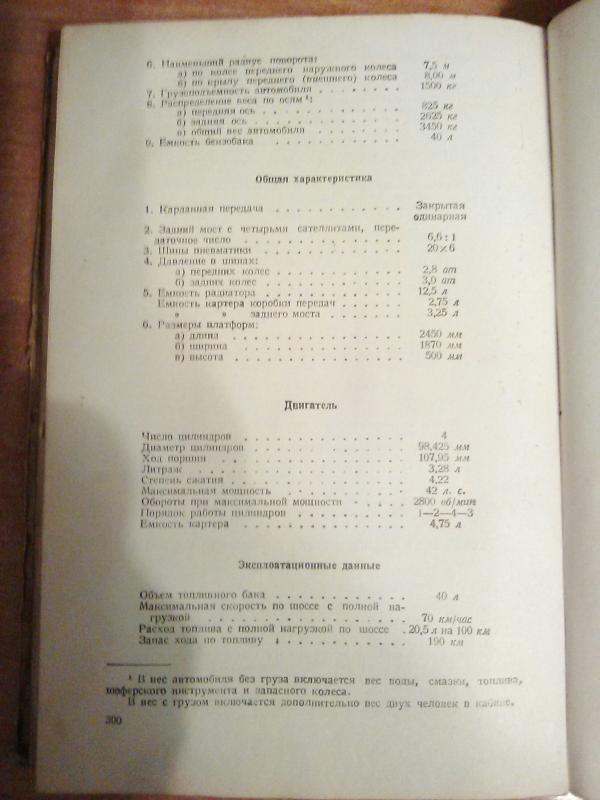 6. Наименьший радиус поворота:
а) по колее переднего наружного колеса 7,5 м
б) по крылу переднего (внешнего) колеса 8,00 м
7. Грузоподъемность автомобиля . . . . . . . 1500 кг
8. Распределение веса по осям ¹:
а) передняя ось . . . . . . . . . . . . 825 кг
б) задняя ось . . . . . . . . . . . . . 2625 кг
в) общий вес автомобиля . . . . . . . 3450 кг
9. Емкость бензобака . . . . . . . . . . . 40 л
Общая характеристика
1. Карданная передача . . . . . . . . . . . Закрытая
одинарная
2. Задний мост с четырьмя сателлитами, пере-
даточное число . . . . . . . . . . . . 6,6 : 1
3. Шины пневматики . . . . . . . . . . . . 20×6
4. Давление в шинах:
а) передних колес . . . . . . . . . . . 2,8 ат
б) задних колес . . . . . . . . . . . . 3,0 ат
5. Емкость радиатора . . . . . . . . . . . 12,5 л
Емкость картера коробки передач . . . . . 2,75 л
» » заднего моста . . . . . . 3,25 л
6. Размеры платформ:
а) длина . . . . . . . . . . . . . . . 2450 мм
б) ширина . . . . . . . . . . . . . . 1870 мм
в) высота . . . . . . . . . . . . . . . 500 мм
Двигатель
Число цилиндров . . . . . . . . . . . . . 4
Диаметр цилиндров . . . . . . . . . . . . 98,425 мм
Ход поршня . . . . . . . . . . . . . . . 107,95 мм
Литраж . . . . . . . . . . . . . . . . . 3,28 л
Степень сжатия . . . . . . . . . . . . . . 4,22
Максимальная мощность . . . . . . . . . . 42 л. с.
Обороты при максимальной мощности . . . . 2800 об/мин
Порядок работы цилиндров . . . . . . . . . 1—2—4—3
Емкость картера . . . . . . . . . . . . . 4,75 л
Эксплоатационные данные
Объем топливного бака . . . . . . . . . . . 40 л
Максимальная скорость по шоссе с полной на-
грузкой . . . . . . . . . . . . . . . 70 км/час
Расход топлива с полной нагрузкой по шоссе . 20,5 л на 100 км
Запас хода по топливу . . . . . . . . . . . 190 км
¹ В вес автомобиля без груза включается вес воды, смазки, топлива,
шоферского инструмента и запасного колеса.
В вес с грузом включается дополнительно вес двух человек в кабине.
300